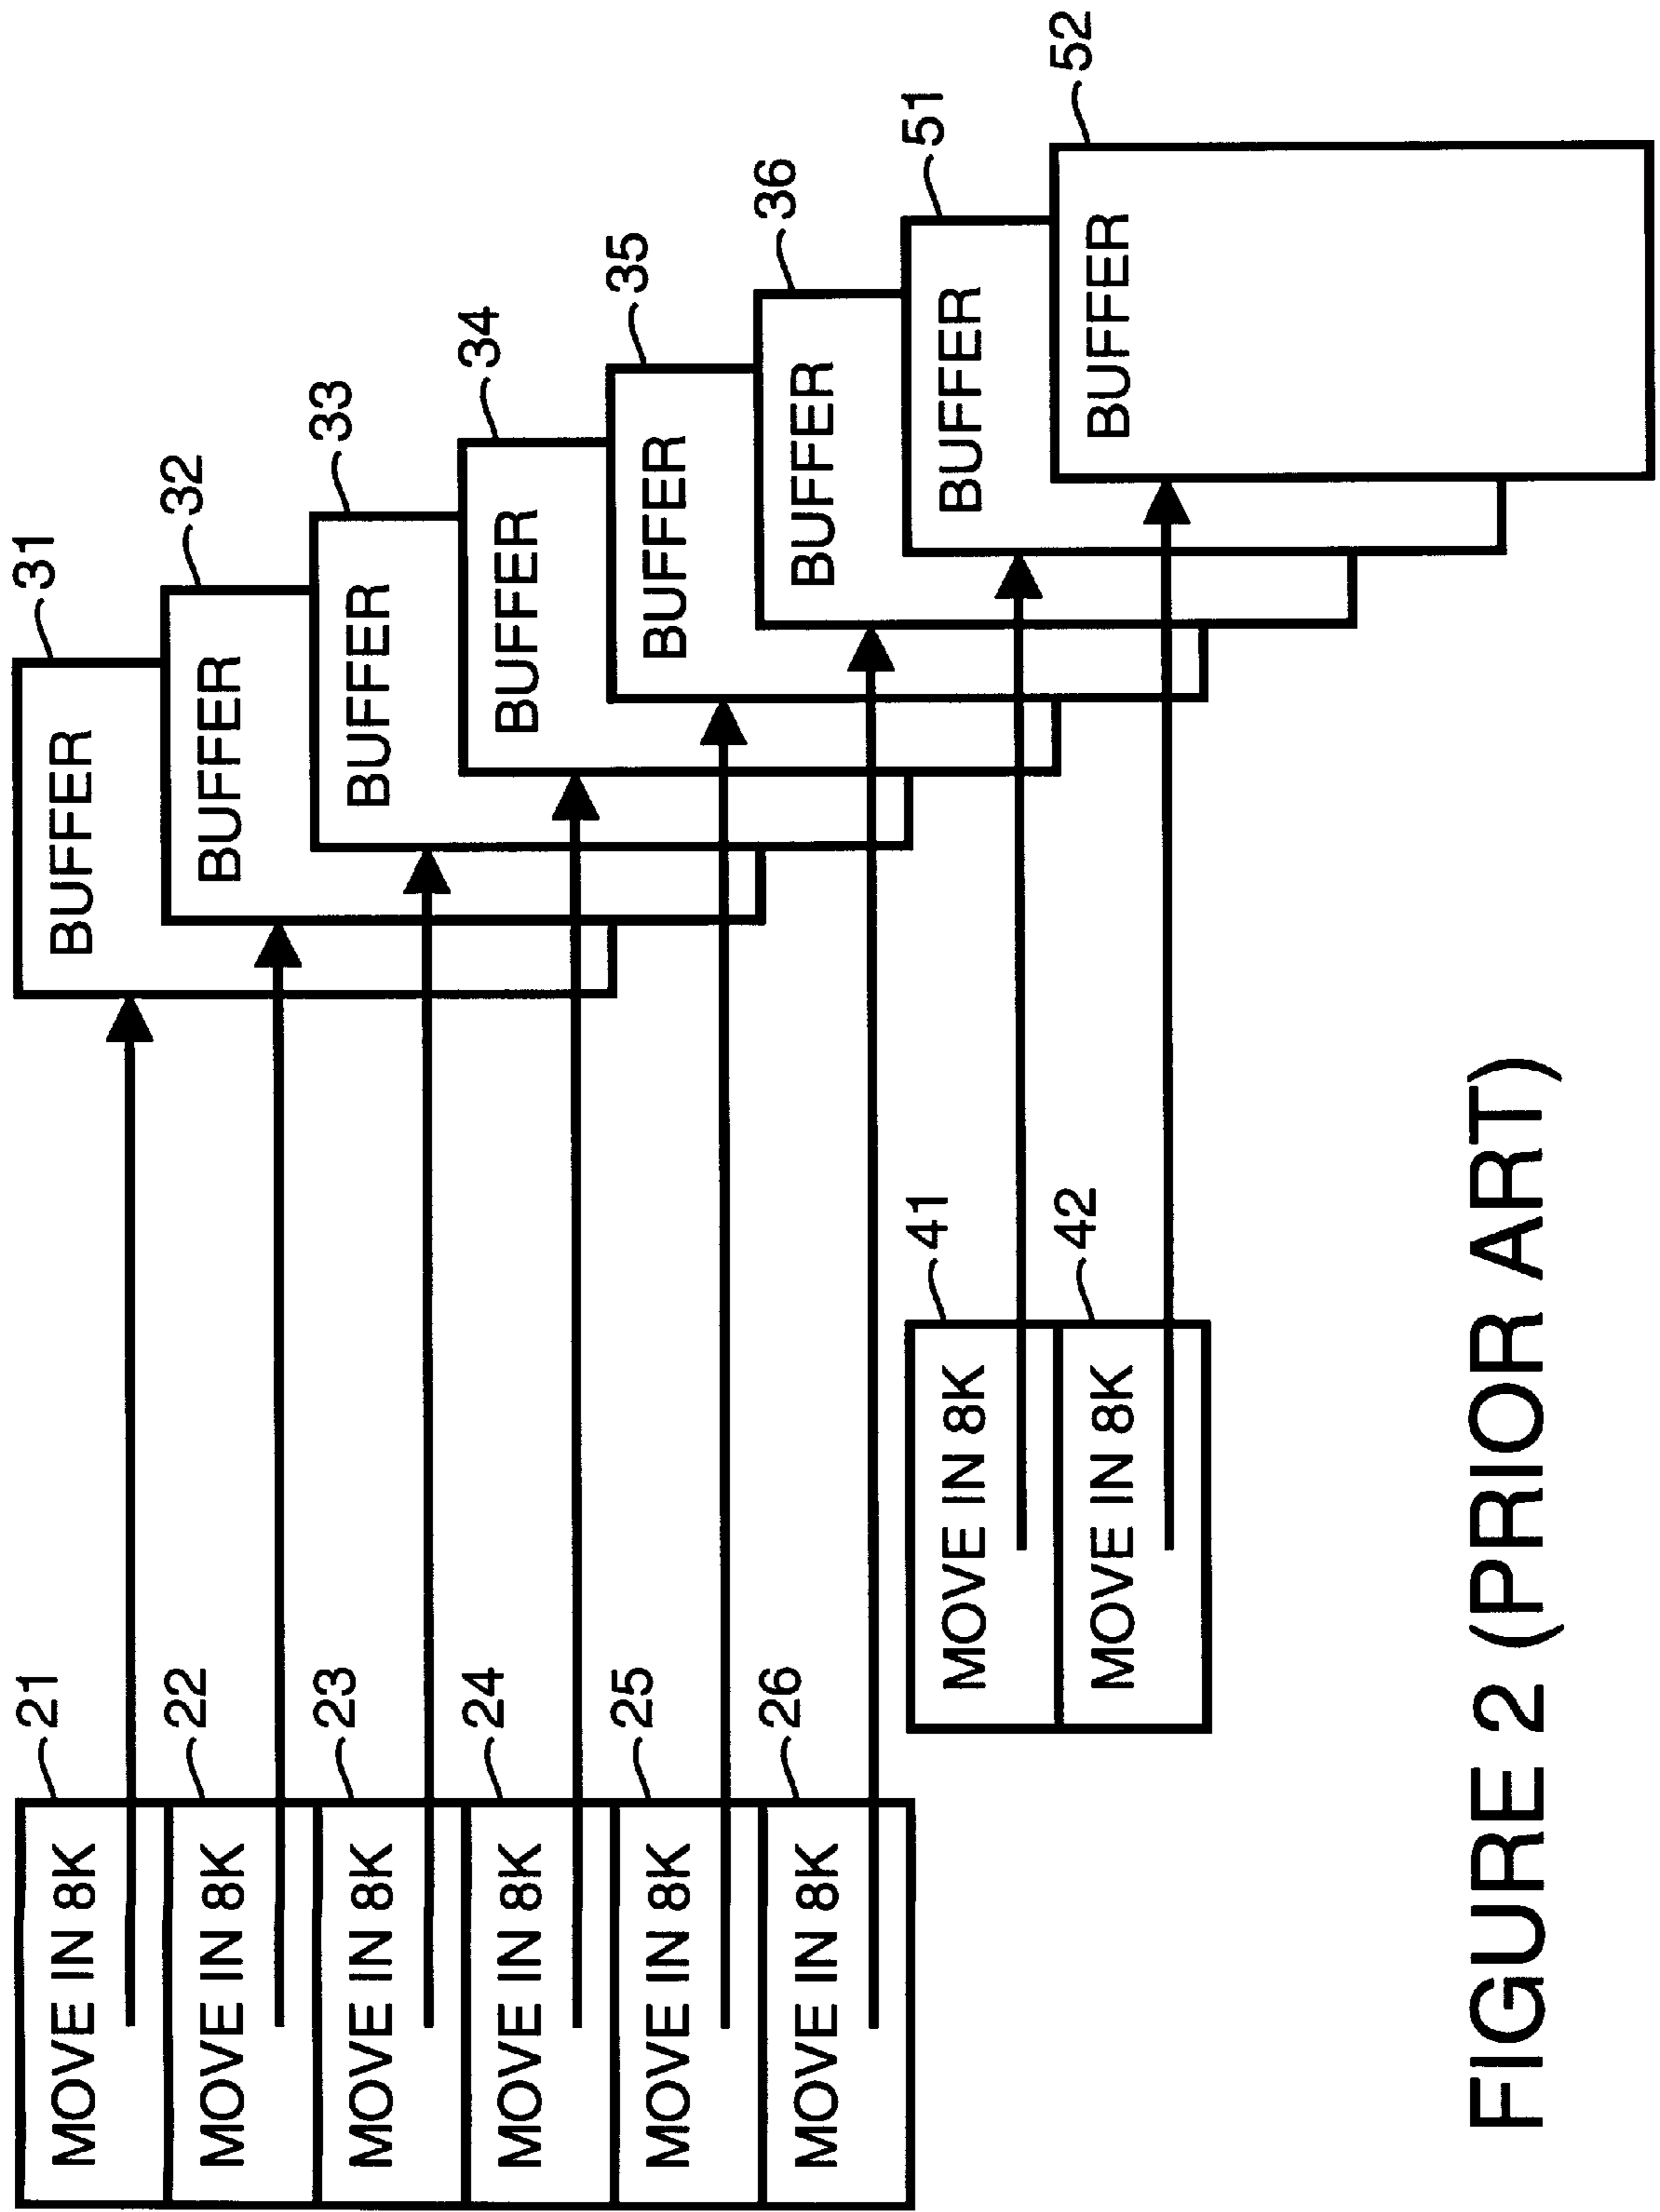 21
MOVE IN 8K
22
MOVE IN 8K
23
MOVE IN 8K
24
MOVE IN 8K
25
MOVE IN 8K
26
MOVE IN 8K
41
MOVE IN 8K
42
MOVE IN 8K
31
BUFFER
32
BUFFER
33
BUFFER
34
BUFFER
35
BUFFER
36
BUFFER
51
BUFFER
52
BUFFER
FIGURE 2 (PRIOR ART)